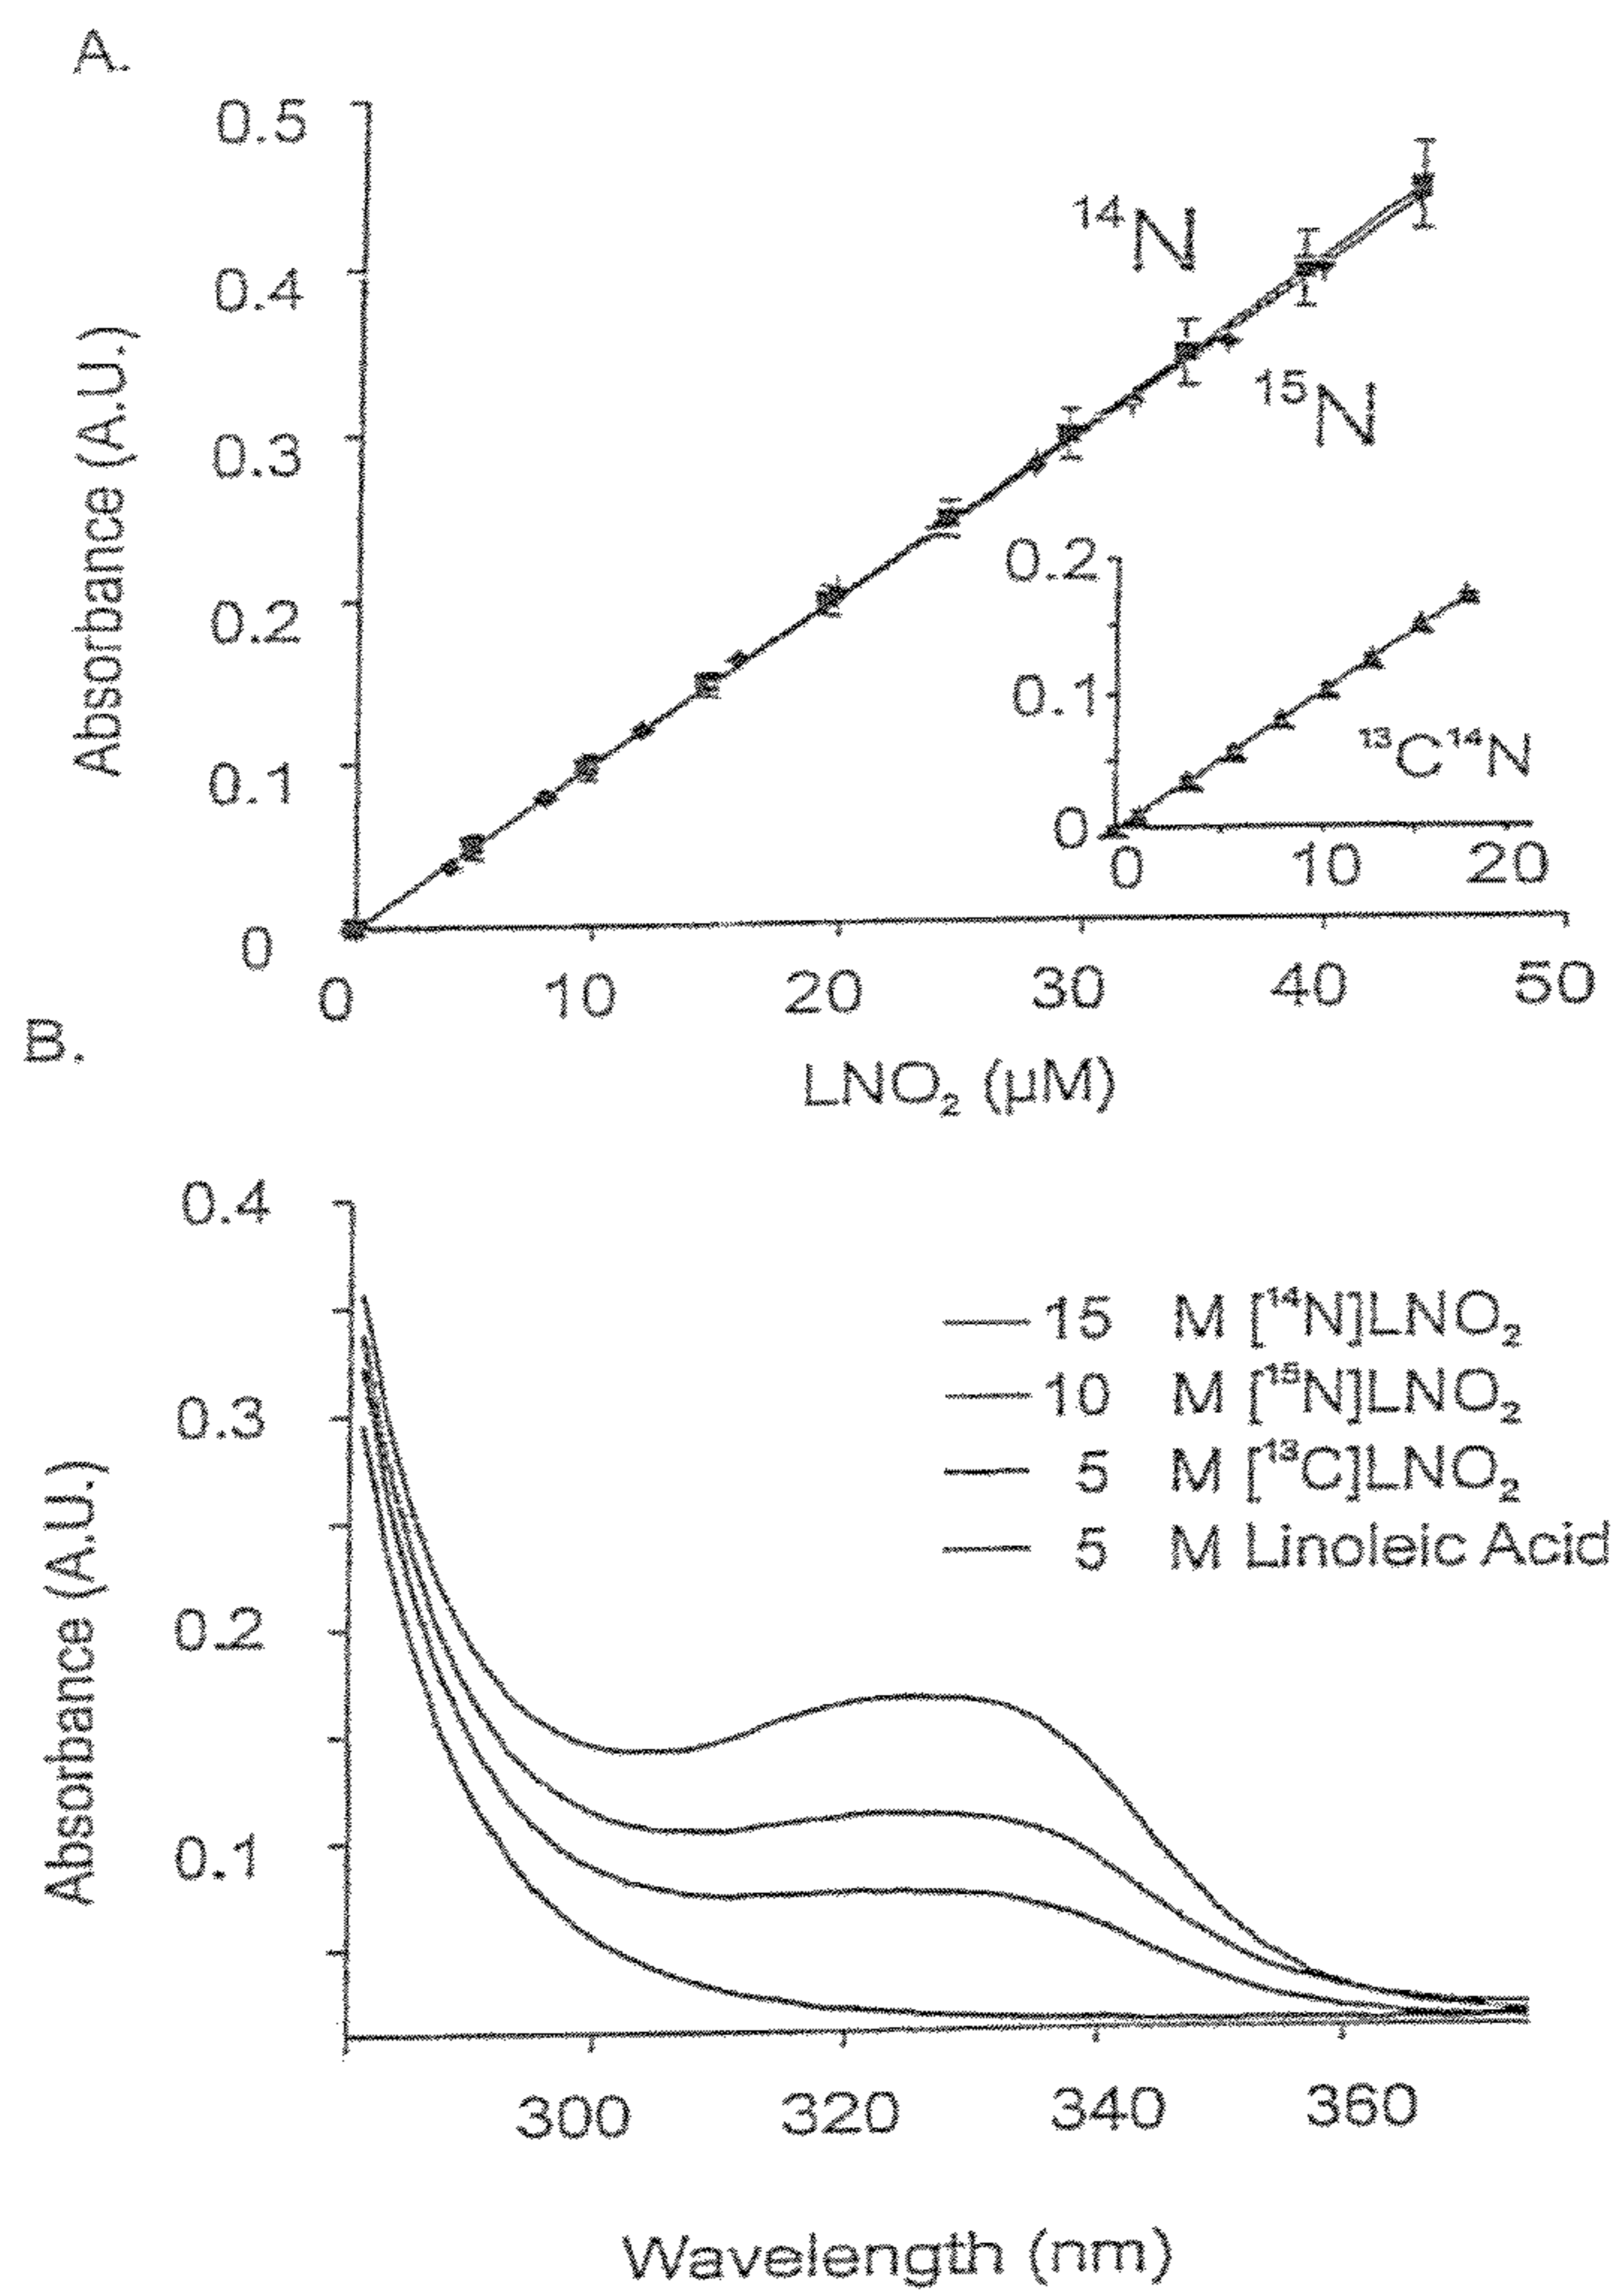 A.
0.5
0.4
0.3
0.2
0.1
0
Absorbance (A.U.)
¹⁴N
¹⁵N
0.2
0.1
0
¹³C¹⁴N
0 10 20
0 10 20 30 40 50
LNO₂ (µM)
B.
0.4
0.3
0.2
0.1
Absorbance (A.U.)
15 M [¹⁴N]LNO₂
10 M [¹⁵N]LNO₂
5 M [¹³C]LNO₂
5 M Linoleic Acid
300 320 340 360
Wavelength (nm)